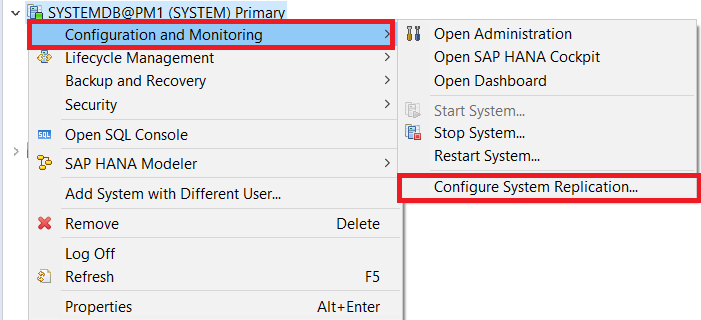 SYSTEMDB@PM1 (SYSTEM) Primary
Configuration and Monitoring
Lifecycle Management
Backup and Recovery
Security
Open SQL Console
SAP HANA Modeler
Add System with Different User...
Remove Delete
Log Off
Refresh F5
Properties Alt+Enter
Open Administration
Open SAP HANA Cockpit
Open Dashboard
Start System...
Stop System...
Restart System...
Configure System Replication...
SQL